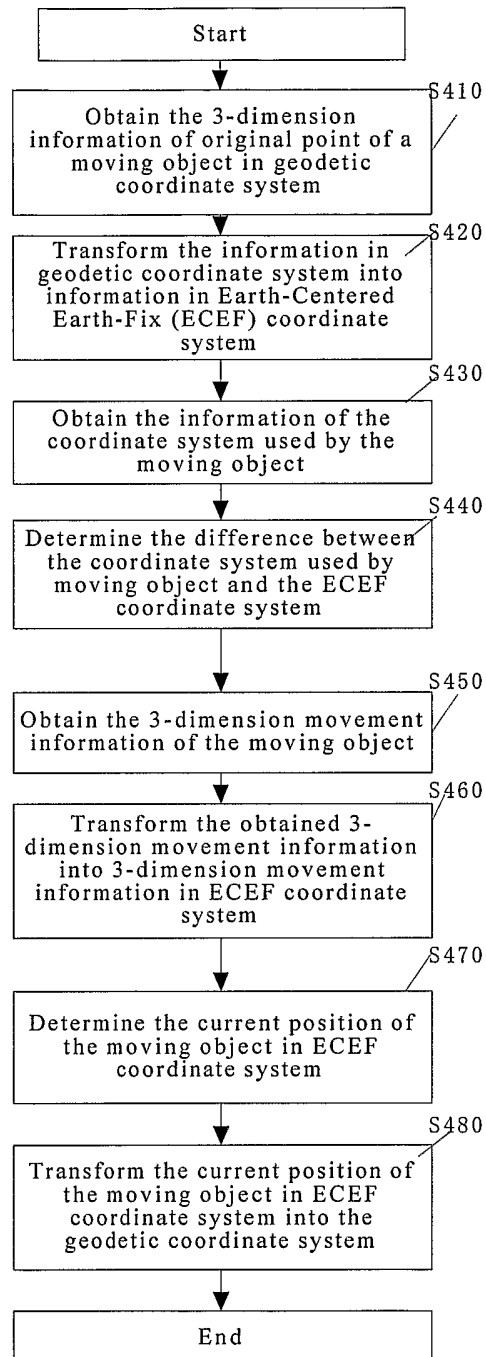 Start
S410
Obtain the 3-dimension
information of original point of a
moving object in geodetic
coordinate system
S420
Transform the information in
geodetic coordinate system into
information in Earth-Centered
Earth-Fix (ECEF) coordinate
system
S430
Obtain the information of the
coordinate system used by the
moving object
S440
Determine the difference between
the coordinate system used by
moving object and the ECEF
coordinate system
S450
Obtain the 3-dimension movement
information of the moving object
S460
Transform the obtained 3-
dimension movement information
into 3-dimension movement
information in ECEF coordinate
system
S470
Determine the current position of
the moving object in ECEF
coordinate system
S480
Transform the current position of
the moving object in ECEF
coordinate system into the
geodetic coordinate system
End